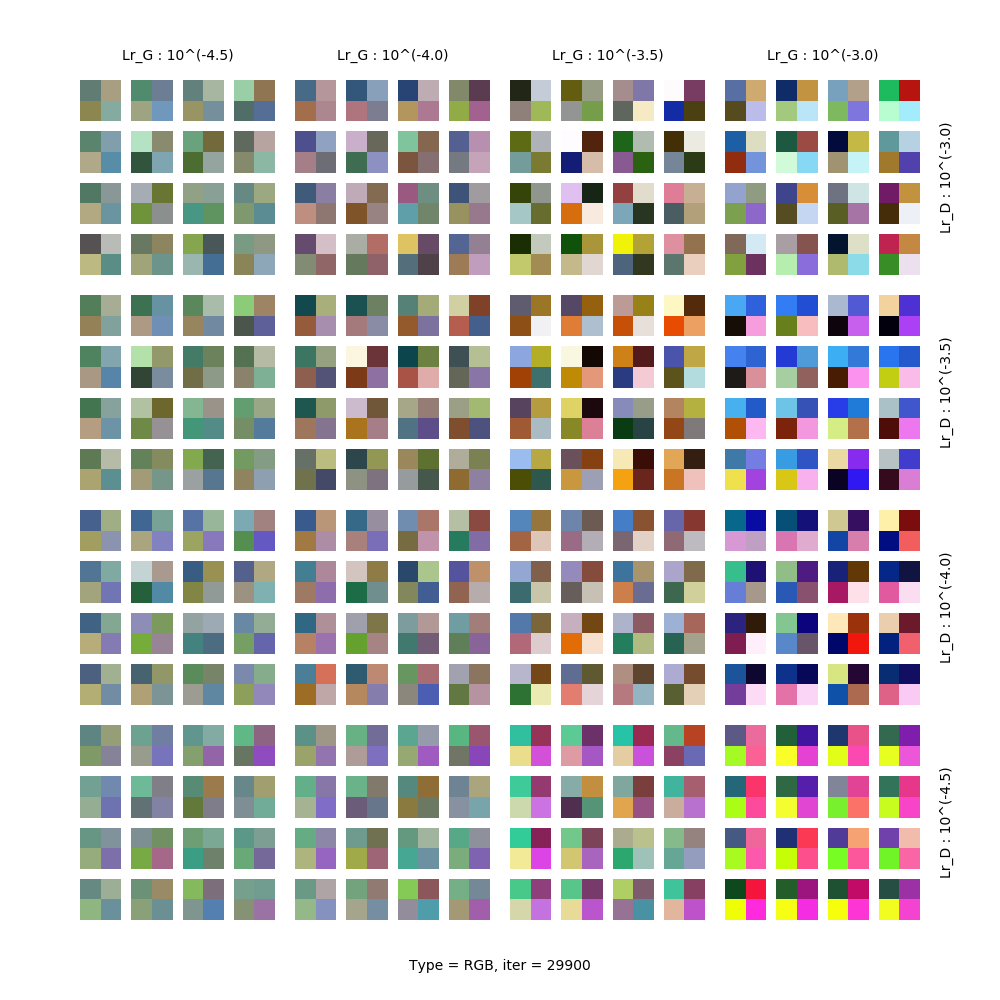 Lr_G : 10^(-4.5)
Lr_G : 10^(-4.0)
Lr_G : 10^(-3.5)
Lr_G : 10^(-3.0)
Lr_D : 10^(-3.0)
Lr_D : 10^(-3.5)
Lr_D : 10^(-4.0)
Lr_D : 10^(-4.5)
Type = RGB, iter = 29900